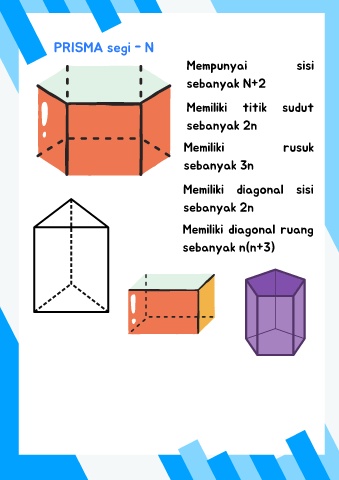 PRISMA segi - N
Mempunyai sisi
sebanyak N+2
Memiliki titik sudut
sebanyak 2n
Memiliki rusuk
sebanyak 3n
Memiliki diagonal sisi
sebanyak 2n
Memiliki diagonal ruang
sebanyak n(n+3)